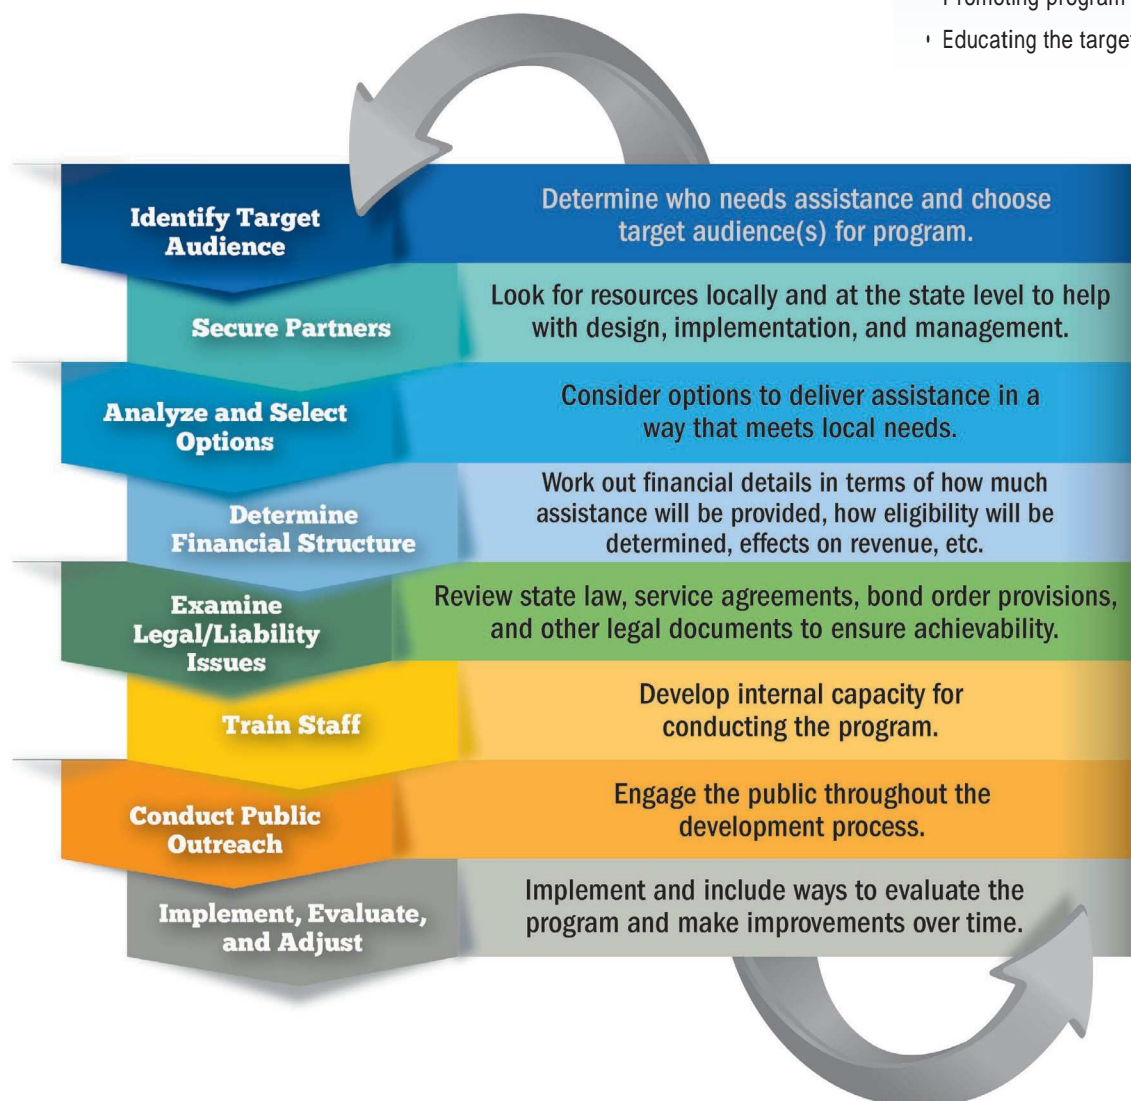 Promoting program
• Educating the target
Identify Target
Audience
Determine who needs assistance and choose
target audience(s) for program.
Secure Partners
Look for resources locally and at the state level to help
with design, implementation, and management.
Analyze and Select
Options
Consider options to deliver assistance in a
way that meets local needs.
Determine
Financial Structure
Work out financial details in terms of how much
assistance will be provided, how eligibility will be
determined, effects on revenue, etc.
Examine
Legal/Liability
Issues
Review state law, service agreements, bond order provisions,
and other legal documents to ensure achievability.
Train Staff
Develop internal capacity for
conducting the program.
Conduct Public
Outreach
Engage the public throughout the
development process.
Implement, Evaluate,
and Adjust
Implement and include ways to evaluate the
program and make improvements over time.